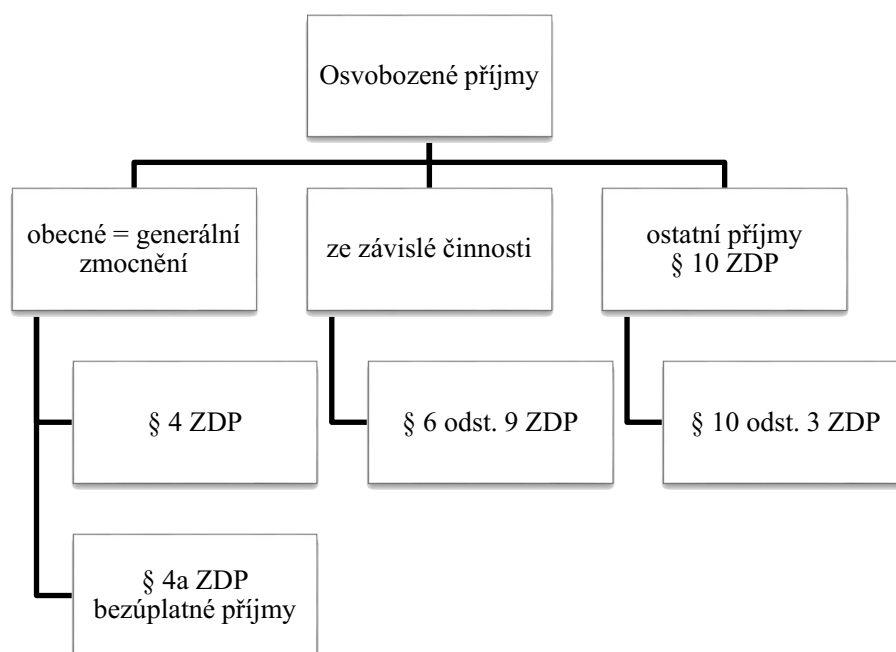 Osvobozené příjmy
obecné = generální
zmocnění
ze závislé činnosti
ostatní příjmy
§ 10 ZDP
§ 4 ZDP
§ 6 odst. 9 ZDP
§ 10 odst. 3 ZDP
§ 4a ZDP
bezúplatné příjmy